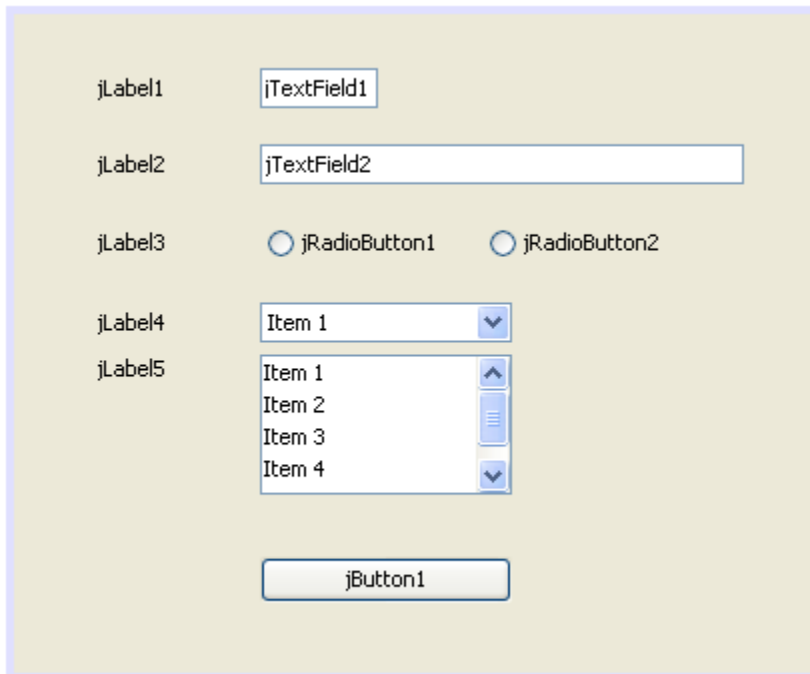 jLabel1 jTextField1
jLabel2 jTextField2
jLabel3 jRadioButton1 jRadioButton2
jLabel4 Item 1
jLabel5 Item 1
Item 2
Item 3
Item 4
jButton1